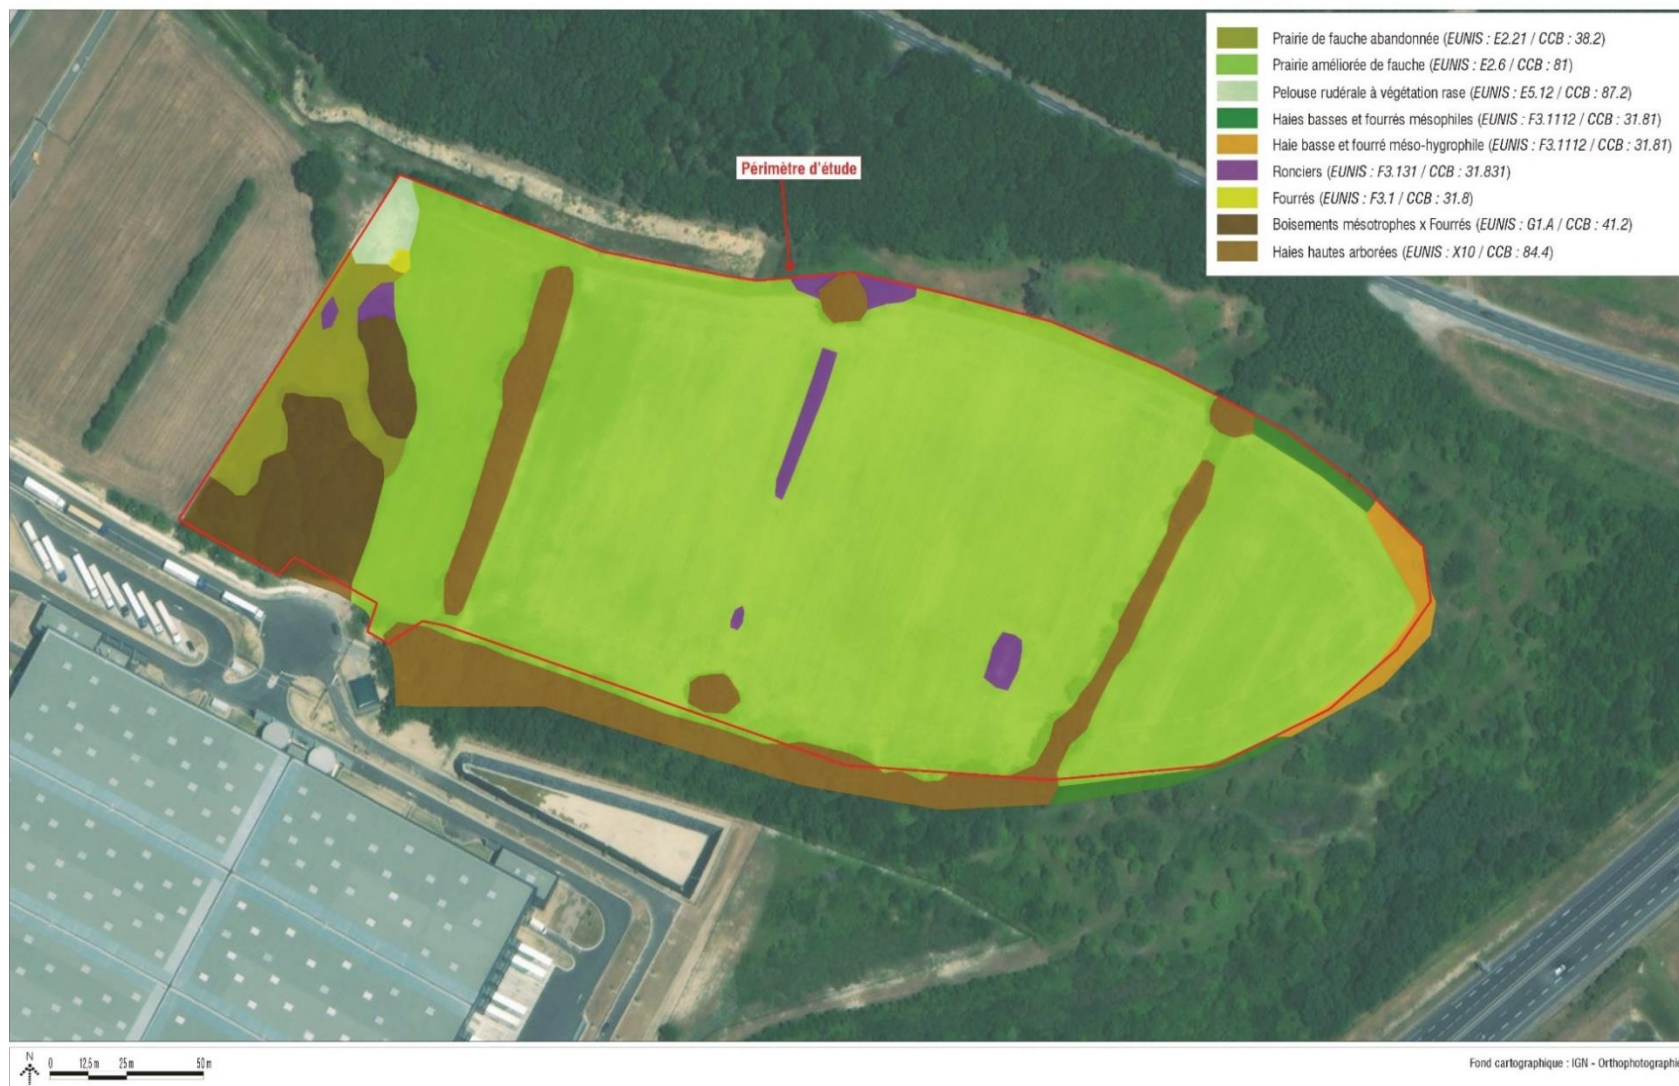 Prairie de fauche abandonnée (EUNIS : E2.21 / CCB : 38.2)
Prairie améliorée de fauche (EUNIS : E2.6 / CCB : 81)
Pelouse rudérale à végétation rase (EUNIS : E5.12 / CCB : 87.2)
Haies basses et fourrés mésophiles (EUNIS : F3.1112 / CCB : 31.81)
Haie basse et fourré méso-hygrophile (EUNIS : F3.1112 / CCB : 31.81)
Ronciers (EUNIS : F3.131 / CCB : 31.831)
Fourrés (EUNIS : F3.1 / CCB : 31.8)
Boisements mésotrophes x Fourrés (EUNIS : G1.A / CCB : 41.2)
Haies hautes arborées (EUNIS : X10 / CCB : 84.4)
Périmètre d'étude
N
0 12,5 m 25 m 50 m
Fond cartographique : IGN - Orthophotographie